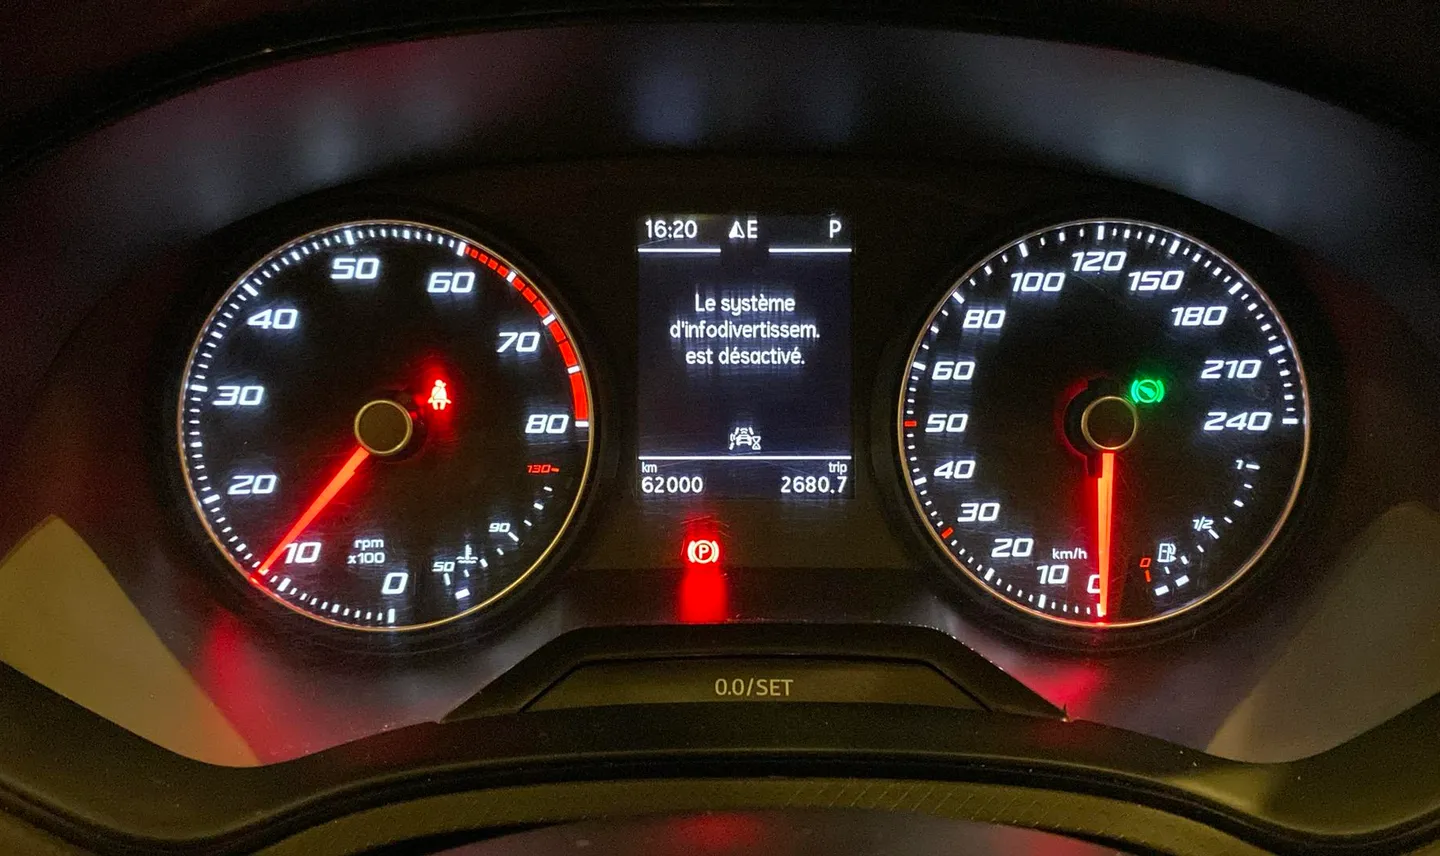 50
60
40
70
30
80
20
130
90
10
rpm
x100
50
0
16:20 E P
Le système
d'infodivertissem.
est désactivé.
km trip
62000 2680.7
P
0.0/SET
120
100 150
80 180
60 210
50 240
40 1
30 1/2
20 km/h
10 0 0